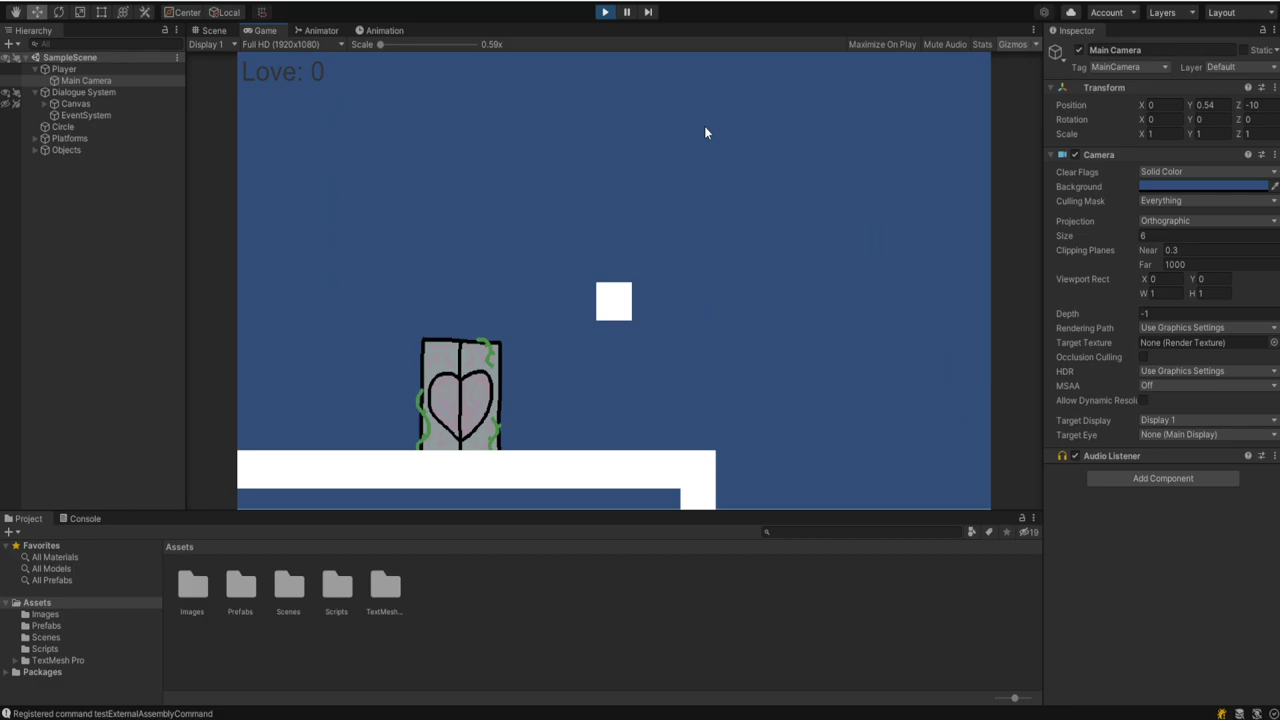 Center Local Account Layers Layout
Hierarchy Scene Game Animator Animation Inspector
All Display 1 Full HD (1920x1080) Scale 0.59x Maximize On Play Mute Audio Stats Gizmos
SampleScene
Player
Main Camera
Dialogue System
Canvas
EventSystem
Circle
Platforms
Objects
Love: 0
Main Camera Static
Tag MainCamera Layer Default
Transform
Position X 0 Y 0.54 Z -10
Rotation X 0 Y 0 Z 0
Scale X 1 Y 1 Z 1
Camera
Clear Flags Solid Color
Background
Culling Mask Everything
Projection Orthographic
Size 6
Clipping Planes Near 0.3
Far 1000
Viewport Rect X 0 Y 0
W 1 H 1
Depth -1
Rendering Path Use Graphics Settings
Target Texture None (Render Texture)
Occlusion Culling
HDR Use Graphics Settings
MSAA Off
Allow Dynamic Resolu
Target Display Display 1
Target Eye None (Main Display)
Audio Listener
Add Component
Project Console
19
Favorites
All Materials
All Models
All Prefabs
Assets
Images
Prefabs
Scenes
Scripts
TextMesh Pro
Packages
Assets
Images Prefabs Scenes Scripts TextMesh...
Registered command testExternalAssemblyCommand